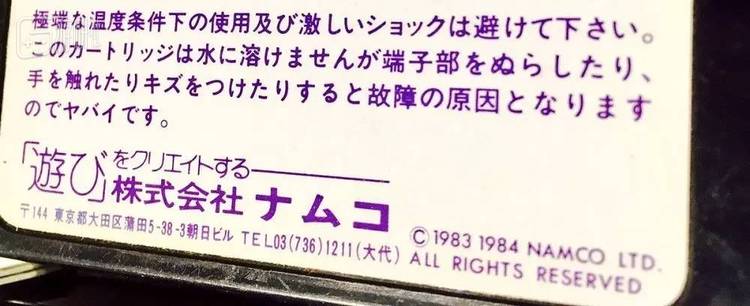 極端な温度条件下の使用及び激しいショックは避けて下さい。
このカートリッジは水に溶けませんが端子部をぬらしたり、
手を触れたりキズをつけたりすると故障の原因となります
のでヤバイです。
「遊び」をクリエイトする
株式会社 ナムコ
〒144 東京都大田区蒲田5-38-3朝日ビル TEL03(736)1211(大代)
©1983 1984 NAMCO LTD.
ALL RIGHTS RESERVED